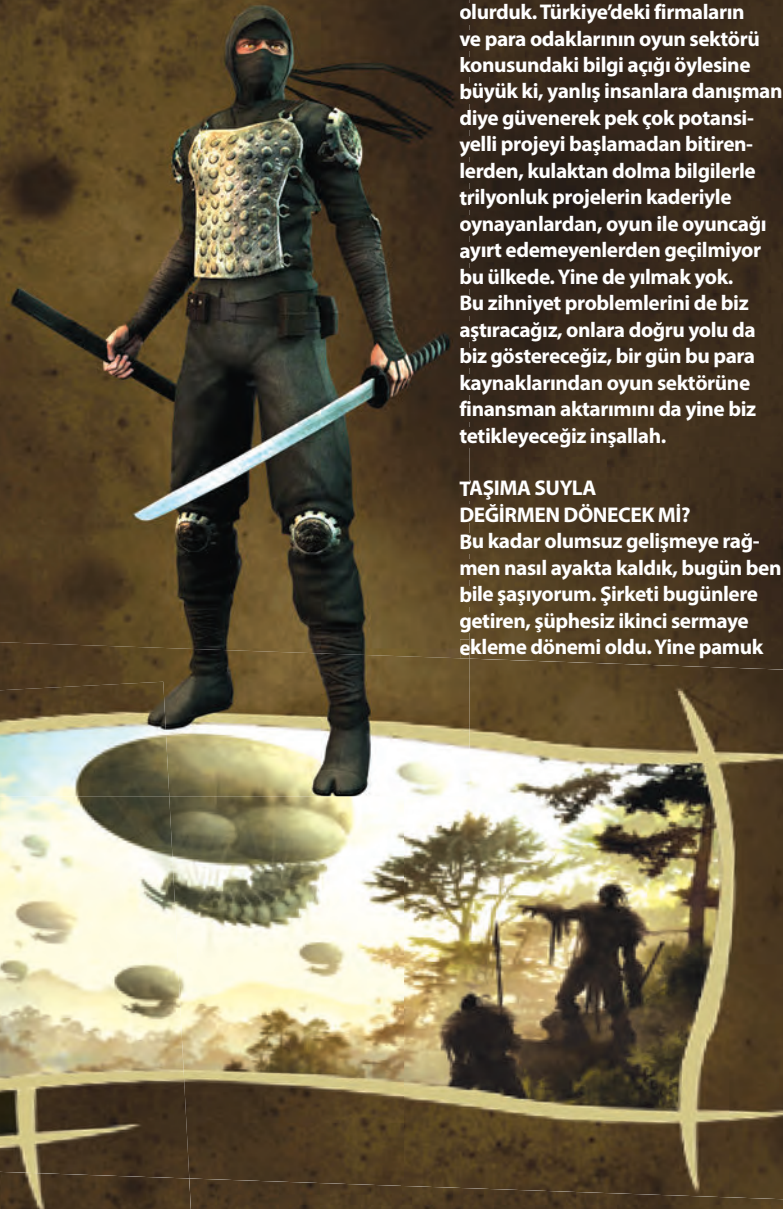 olurduk. Türkiye’deki firmaların
ve para odaklarının oyun sektörü
konusundaki bilgi açığı öylesine
büyük ki, yanlış insanlara danışman
diye güvenerek pek çok potansi-
yelli projeyi başlamadan bitiren-
lerden, kulaktan dolma bilgilerle
trilyonluk projelerin kaderiyle
oynayanlardan, oyun ile oyuncağı
ayırt edemeyenlerden geçilmiyor
bu ülkede. Yine de yılmak yok.
Bu zihniyet problemlerini de biz
aştıracağız, onlara doğru yolu da
biz göstereceğiz, bir gün bu para
kaynaklarından oyun sektörüne
finansman aktarımını da yine biz
tetikleyeceğiz inşallah.
TAŞIMA SUYLA
DEĞİRMEN DÖNECEK Mİ?
Bu kadar olumsuz gelişmeye rağ-
men nasıl ayakta kaldık, bugün ben
bile şaşıyorum. Şirketi bugünlere
getiren, şüphesiz ikinci sermaye
ekleme dönemi oldu. Yine pamuk